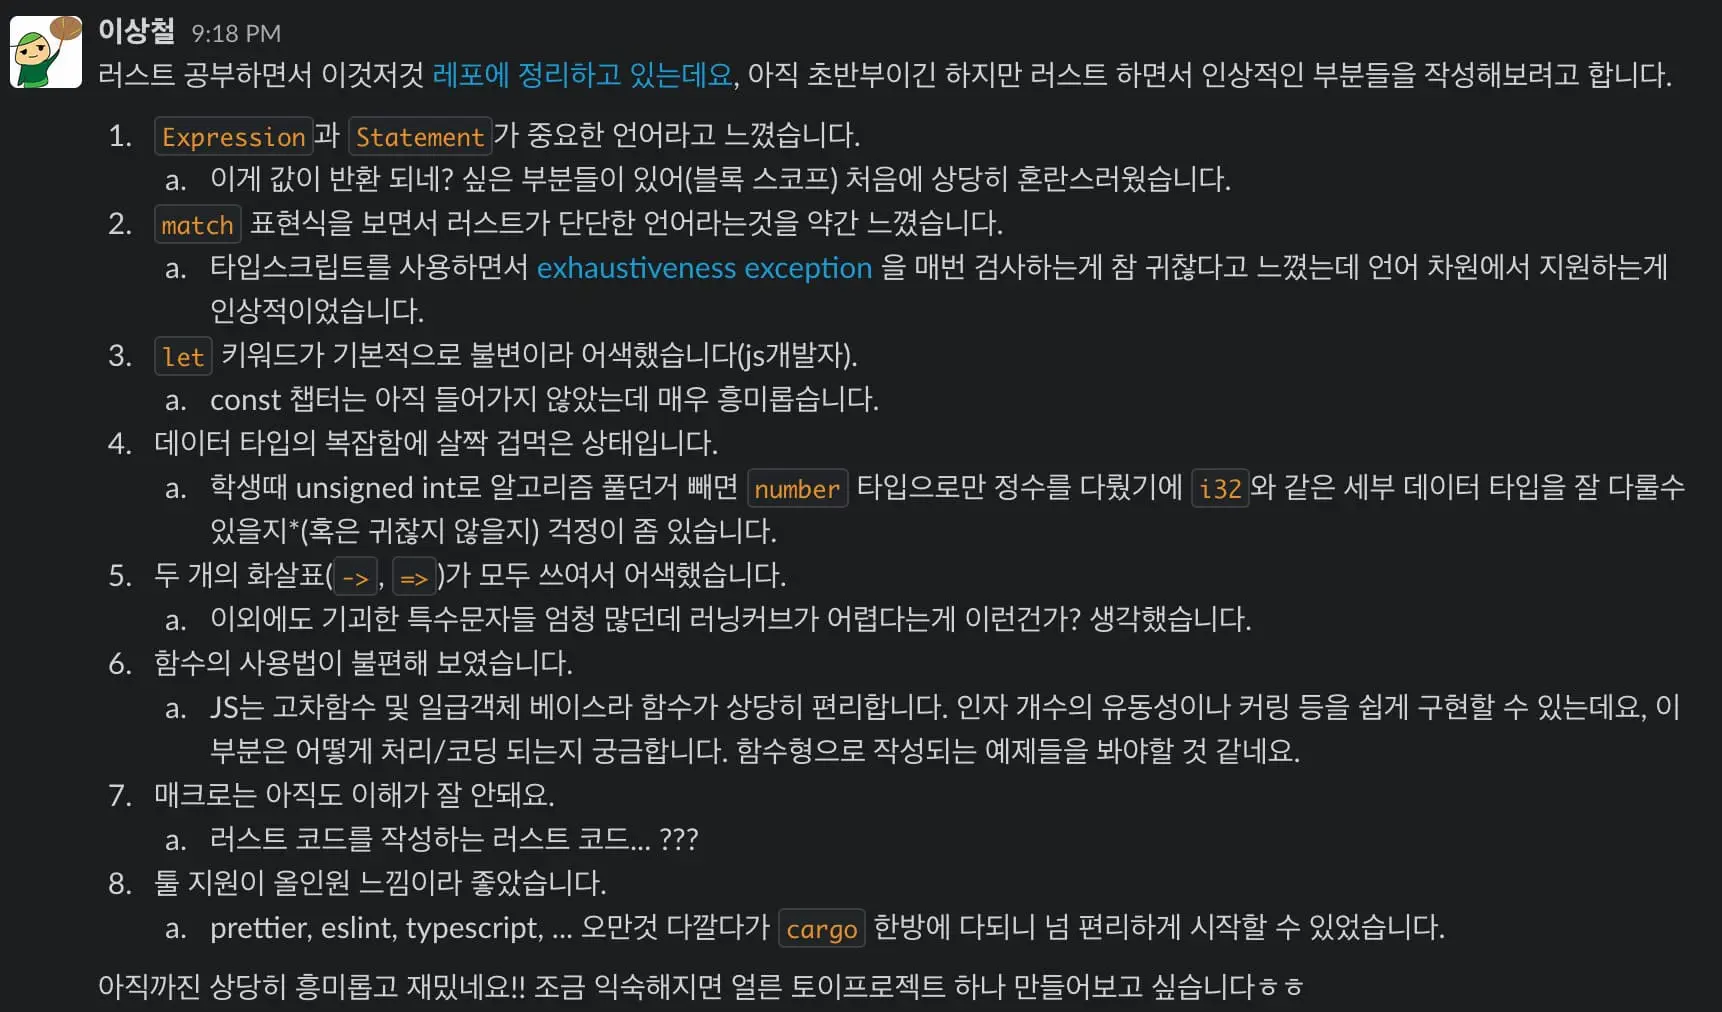 이상철 9:18 PM
러스트 공부하면서 이것저것 레포에 정리하고 있는데요, 아직 초반부이긴 하지만 러스트 하면서 인상적인 부분들을 작성해보려고 합니다.
1. Expression과 Statement가 중요한 언어라고 느꼈습니다.
a. 이게 값이 반환 되네? 싶은 부분들이 있어(블록 스코프) 처음에 상당히 혼란스러웠습니다.
2. match 표현식을 보면서 러스트가 단단한 언어라는것을 약간 느꼈습니다.
a. 타입스크립트를 사용하면서 exhaustiveness exception 을 매번 검사하는게 참 귀찮다고 느꼈는데 언어 차원에서 지원하는게
인상적이었습니다.
3. let 키워드가 기본적으로 불변이라 어색했습니다(js개발자).
a. const 챕터는 아직 들어가지 않았는데 매우 흥미롭습니다.
4. 데이터 타입의 복잡함에 살짝 겁먹은 상태입니다.
a. 학생때 unsigned int로 알고리즘 풀던거 빼면 number 타입으로만 정수를 다뤘기에 i32와 같은 세부 데이터 타입을 잘 다룰수
있을지*(혹은 귀찮지 않을지) 걱정이 좀 있습니다.
5. 두 개의 화살표(->, =>)가 모두 쓰여서 어색했습니다.
a. 이외에도 기괴한 특수문자들 엄청 많던데 러닝커브가 어렵다는게 이런건가? 생각했습니다.
6. 함수의 사용법이 불편해 보였습니다.
a. JS는 고차함수 및 일급객체 베이스라 함수가 상당히 편리합니다. 인자 개수의 유동성이나 커링 등을 쉽게 구현할 수 있는데요, 이
부분은 어떻게 처리/코딩 되는지 궁금합니다. 함수형으로 작성되는 예제들을 봐야할 것 같네요.
7. 매크로는 아직도 이해가 잘 안돼요.
a. 러스트 코드를 작성하는 러스트 코드... ???
8. 툴 지원이 올인원 느낌이라 좋았습니다.
a. prettier, eslint, typescript, ... 오만것 다깔다가 cargo 한방에 다되니 넘 편리하게 시작할 수 있었습니다.
아직까진 상당히 흥미롭고 재밌네요!! 조금 익숙해지면 얼른 토이프로젝트 하나 만들어보고 싶습니다ㅎㅎ